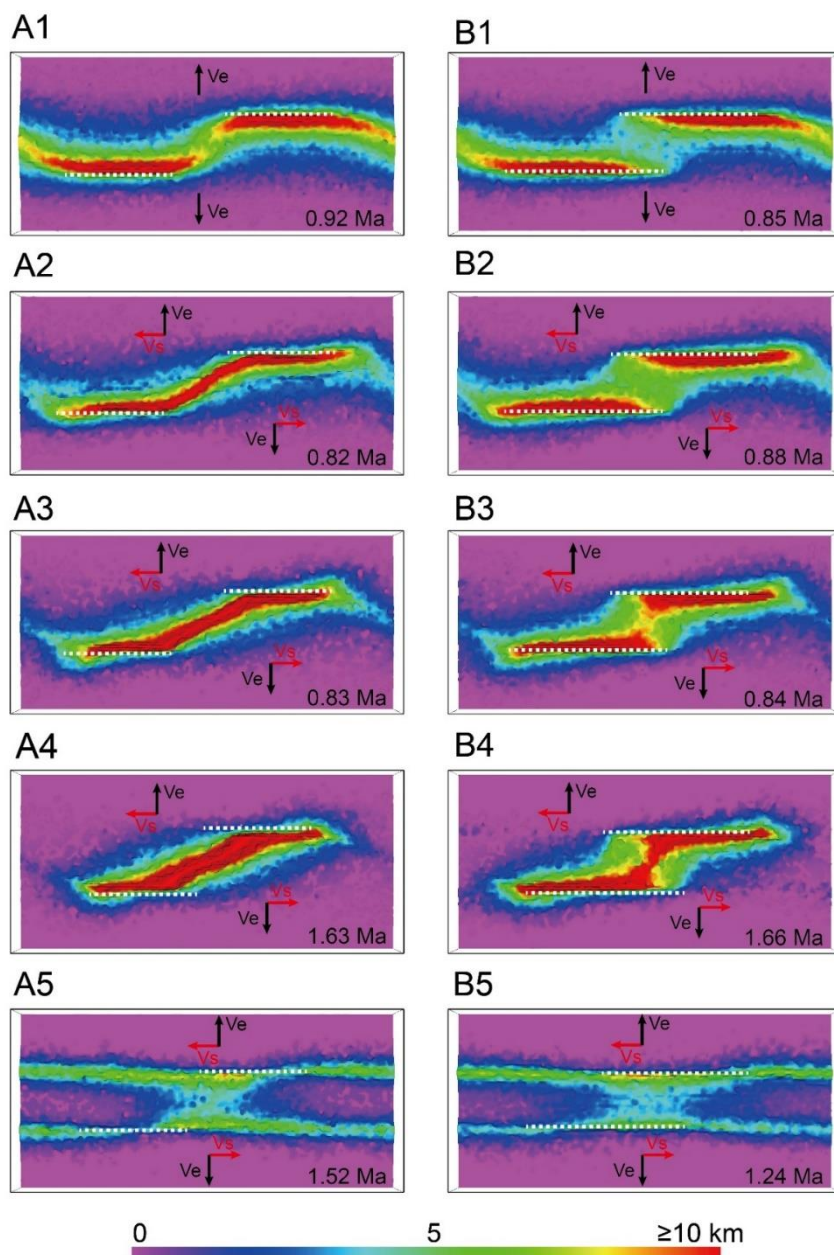 A1
B1
Ve
Ve
Ve
Ve
0.92 Ma
0.85 Ma
A2
B2
Ve
Vs
Ve
Vs
Vs
Ve
Vs
Ve
0.82 Ma
0.88 Ma
A3
B3
Ve
Vs
Ve
Vs
Vs
Ve
Vs
Ve
0.83 Ma
0.84 Ma
A4
B4
Ve
Vs
Ve
Vs
Vs
Ve
Vs
Ve
1.63 Ma
1.66 Ma
A5
B5
Ve
Vs
Ve
Vs
Vs
Ve
Vs
Ve
1.52 Ma
1.24 Ma
0 5 ≥10 km